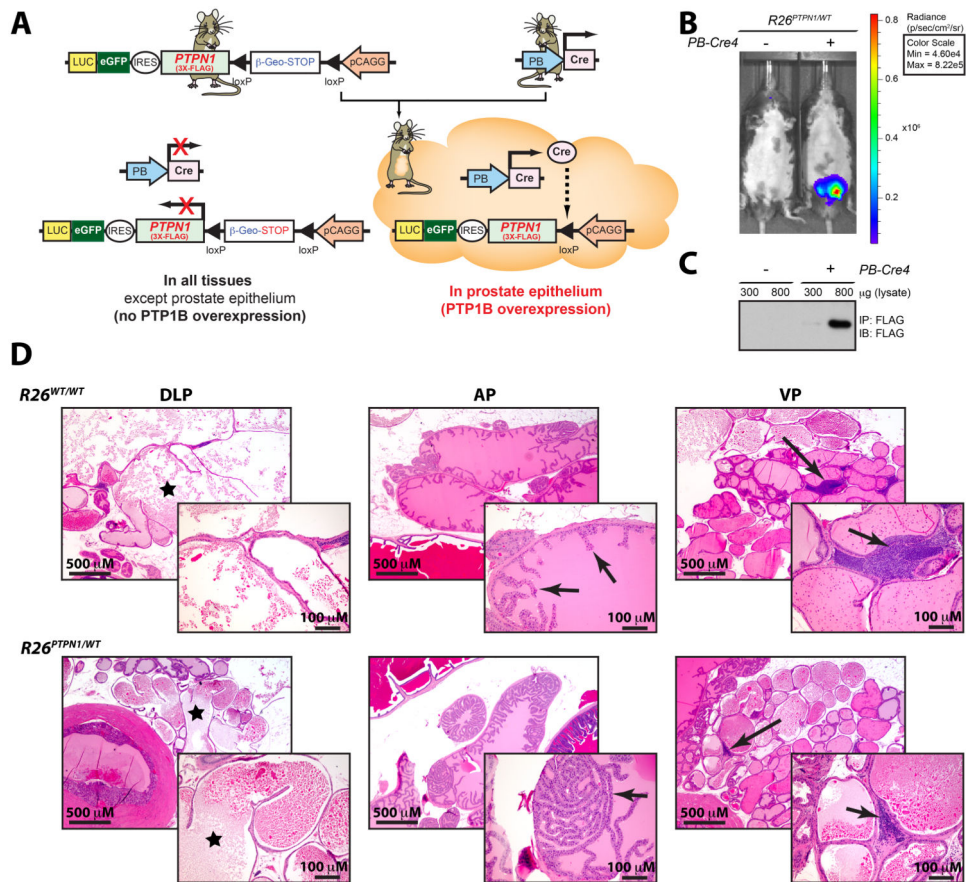 A
LUC eGFP IRES PTPN1 β-Geo-STOP pCAGG
(3X-FLAG)
loxP loxP
PB Cre
PB Cre
LUC eGFP IRES PTPN1 β-Geo-STOP pCAGG
(3X-FLAG)
loxP loxP
In all tissues
except prostate epithelium
(no PTP1B overexpression)
Cre
PB Cre
LUC eGFP IRES PTPN1 pCAGG
(3X-FLAG)
loxP
In prostate epithelium
(PTP1B overexpression)
B
R26PTPN1/WT
PB-Cre4 - +
Radiance
(p/sec/cm²/sr)
Color Scale
Min = 4.60e4
Max = 8.22e5
0.8
0.6
x10⁶
0.4
0.2
C
- + PB-Cre4
300 800 300 800 μg (lysate)
IP: FLAG
IB: FLAG
D
R26WT/WT
DLP AP VP
500 μM 500 μM 500 μM
100 μM 100 μM 100 μM
R26PTPN1/WT
500 μM 500 μM 500 μM
100 μM 100 μM 100 μM